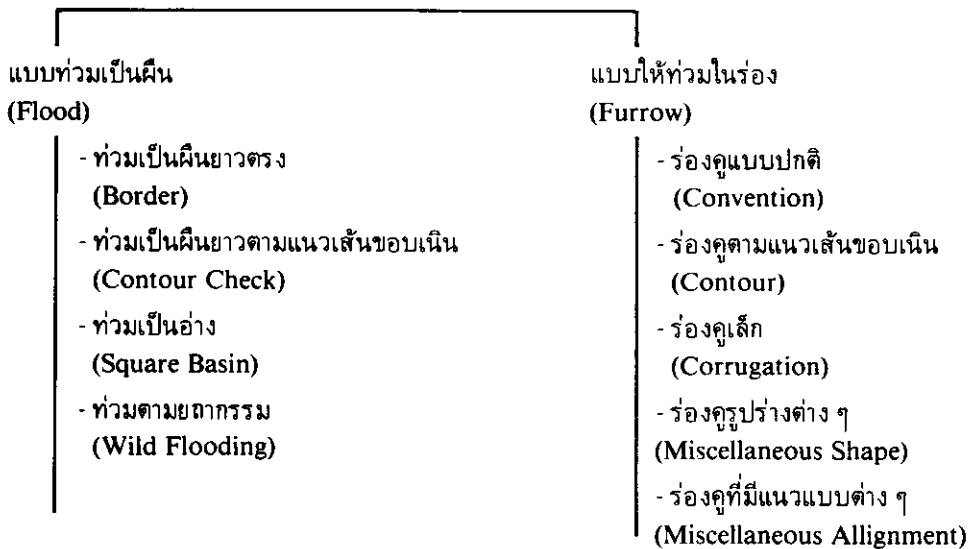 แบบท่วมเป็นผืน
(Flood)
- ท่วมเป็นผืนยาวตรง
(Border)
- ท่วมเป็นผืนยาวตามแนวเส้นขอบเนิน
(Contour Check)
- ท่วมเป็นอ่าง
(Square Basin)
- ท่วมตามยถากรรม
(Wild Flooding)
แบบให้ท่วมในร่อง
(Furrow)
- ร่องคูแบบปกติ
(Convention)
- ร่องคูตามแนวเส้นขอบเนิน
(Contour)
- ร่องคูเล็ก
(Corrugation)
- ร่องคูรูปร่างต่าง ๆ
(Miscellaneous Shape)
- ร่องคูที่มีแนวแบบต่าง ๆ
(Miscellaneous Allignment)